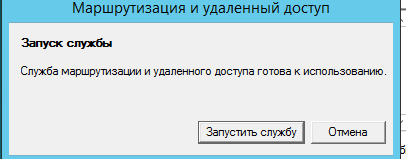 Маршрутизация и удаленный доступ
Запуск службы
Служба маршрутизации и удаленного доступа готова к использованию.
Запустить службу
Отмена